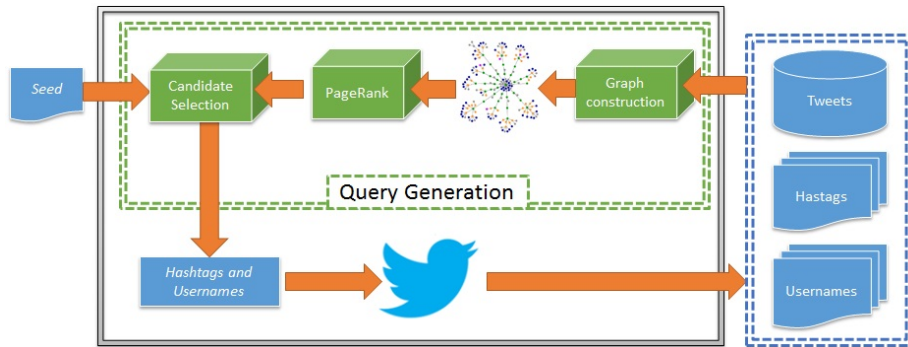 Seed
Candidate
Selection
PageRank
Graph
construction
Tweets
Query Generation
Hastags
Hashtags and
Usernames
Usernames